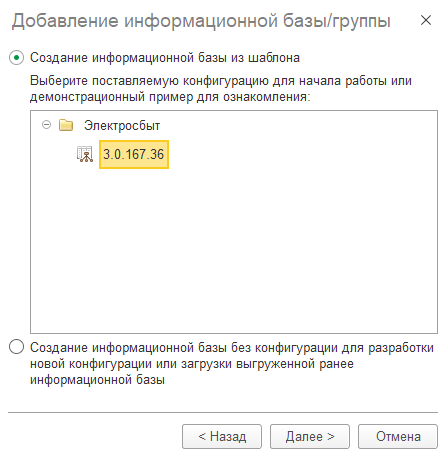 Добавление информационной базы/группы
Создание информационной базы из шаблона
Выберите поставляемую конфигурацию для начала работы или
демонстрационный пример для ознакомления:
Электросбыт
3.0.167.36
Создание информационной базы без конфигурации для разработки
новой конфигурации или загрузки выгруженной ранее
информационной базы
< Назад Далее > Отмена